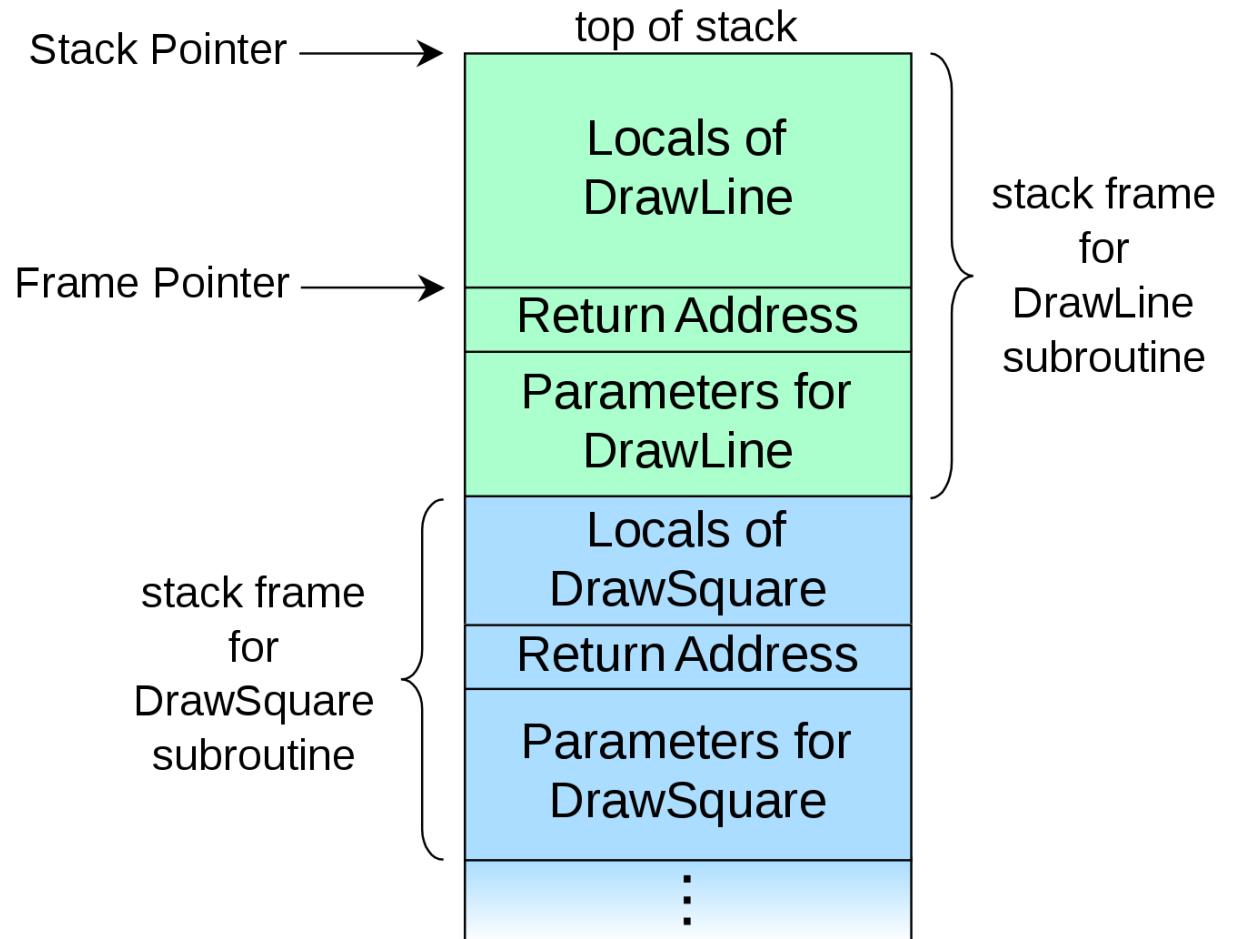 top of stack
Stack Pointer
Locals of
DrawLine
stack frame
for
DrawLine
subroutine
Frame Pointer
Return Address
Parameters for
DrawLine
Locals of
DrawSquare
stack frame
for
DrawSquare
subroutine
Return Address
Parameters for
DrawSquare
⋮